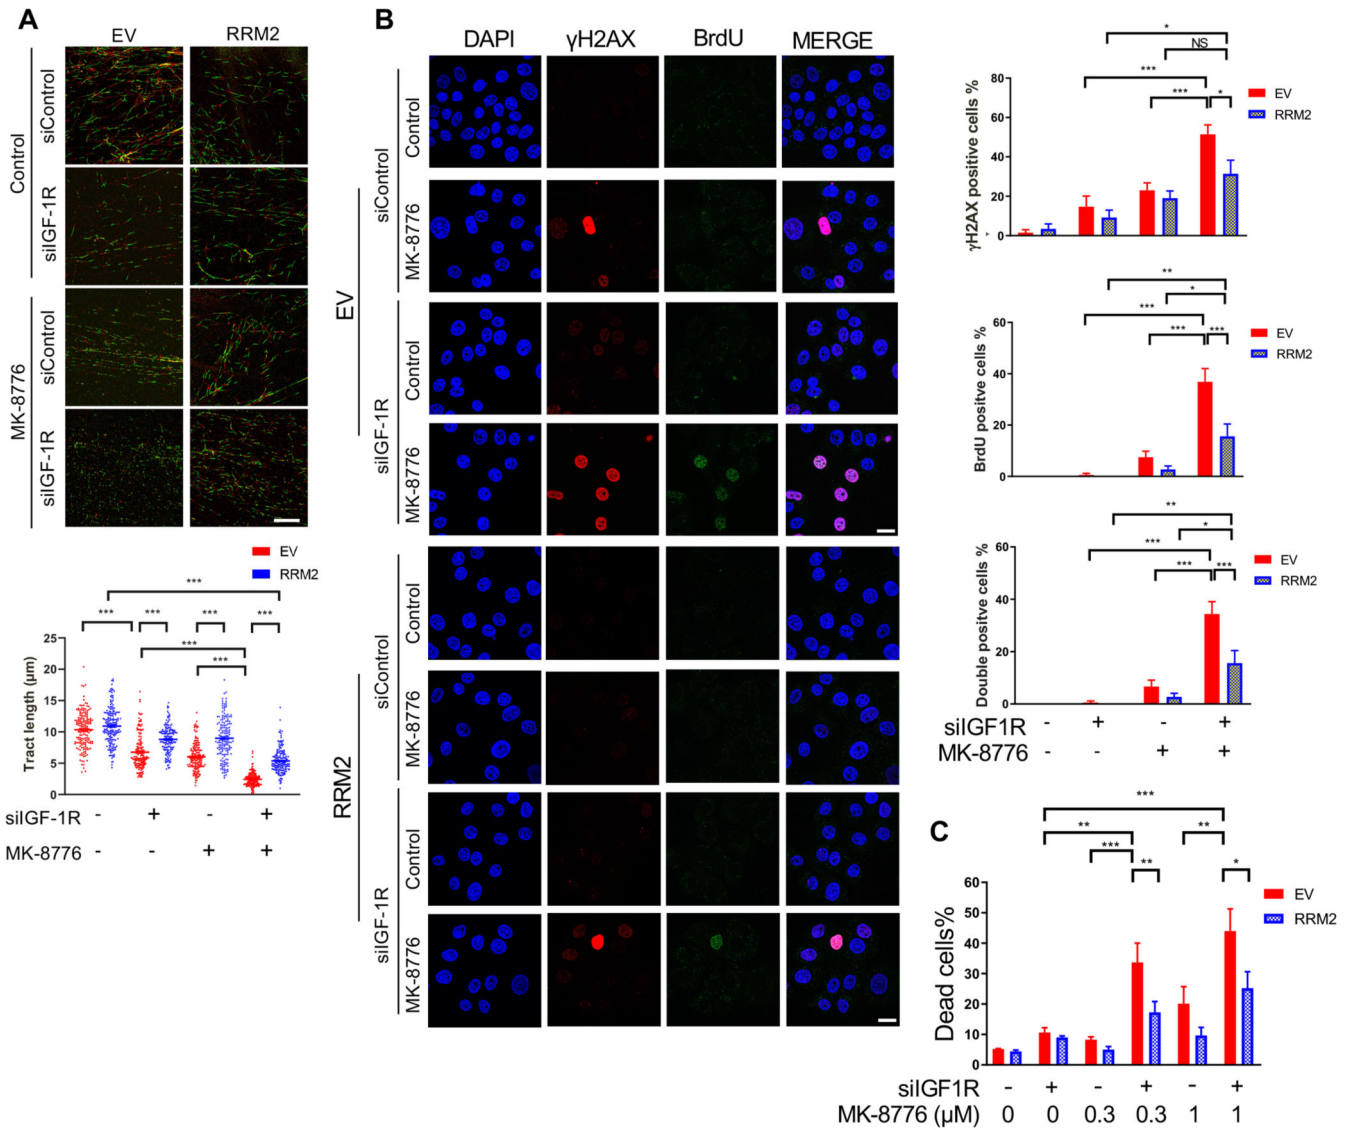 A
EV RRM2
Control
siControl
siIGF-1R
MK-8776
siControl
siIGF-1R
EV
RRM2
***
***
***
***
***
***
***
Tract length (µm)
25
20
15
10
5
0
siIGF-1R - + - +
MK-8776 - - + +
B
DAPI γH2AX BrdU MERGE
EV
siControl
Control
MK-8776
siIGF-1R
Control
MK-8776
RRM2
siControl
Control
MK-8776
siIGF-1R
Control
MK-8776
*
NS
***
***
*
γH2AX positive cells %
80
60
40
20
0
EV
RRM2
**
*
***
***
***
BrdU positve cells %
60
40
20
0
EV
RRM2
**
*
***
***
***
Double positve cells %
60
40
20
0
EV
RRM2
siIGF1R - + - +
MK-8776 - - + +
C
***
**
**
***
**
*
Dead cells%
60
50
40
30
20
10
0
EV
RRM2
siIGF1R - + - + - +
MK-8776 (µM) 0 0 0.3 0.3 1 1